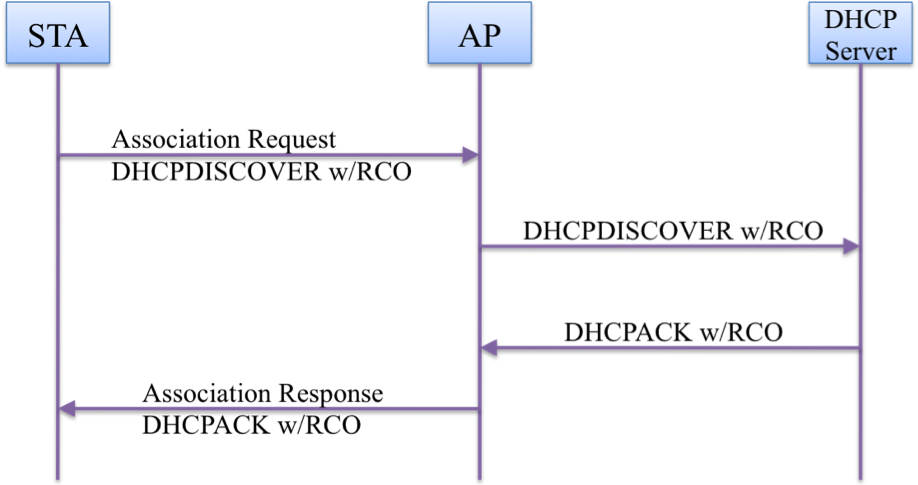 STA
AP
DHCP
Server
Association Request
DHCPDISCOVER w/RCO
DHCPDISCOVER w/RCO
DHCPACK w/RCO
Association Response
DHCPACK w/RCO